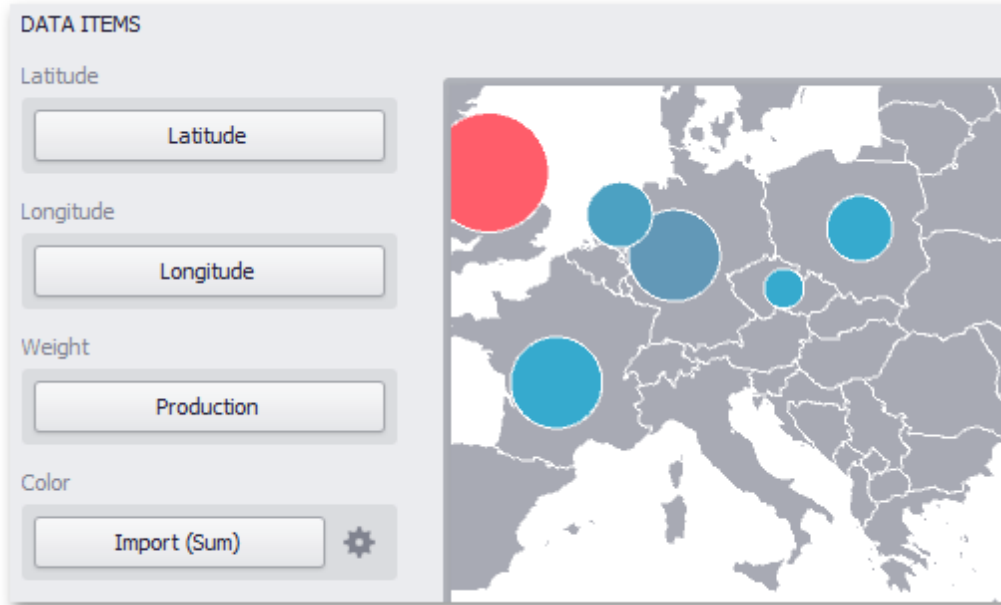 DATA ITEMS
Latitude
Latitude
Longitude
Longitude
Weight
Production
Color
Import (Sum)